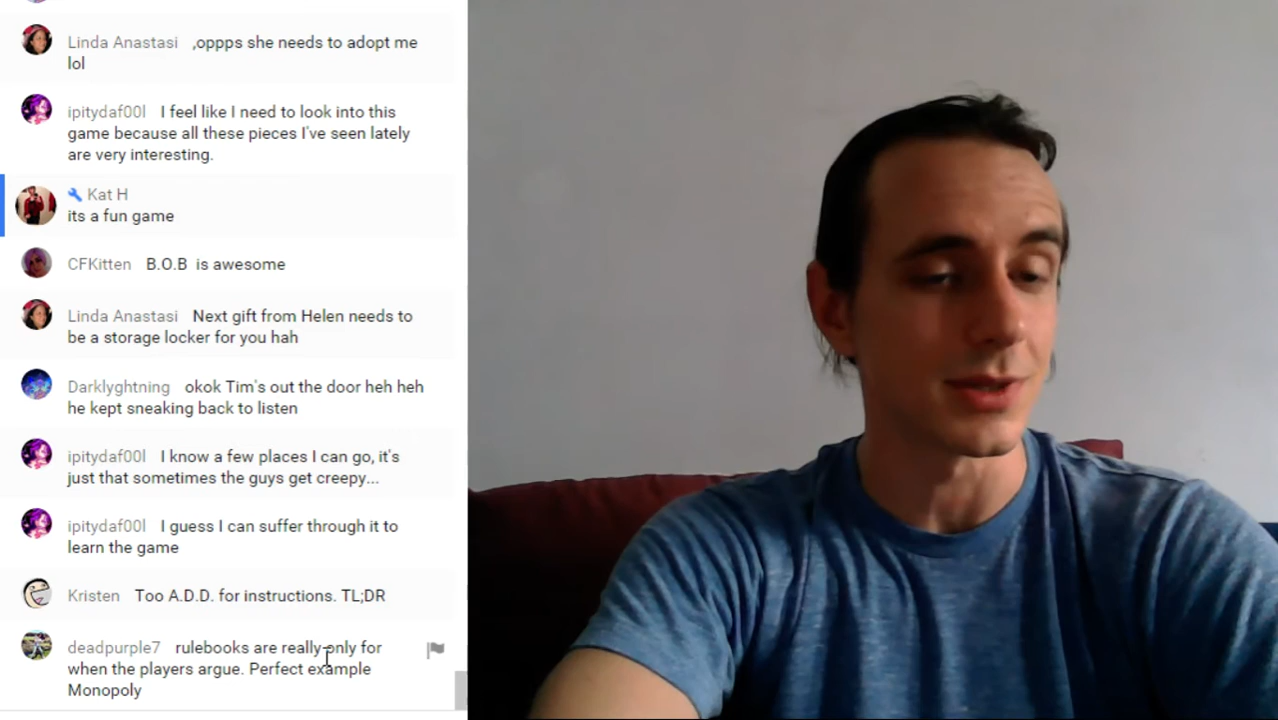 Linda Anastasi ,oppps she needs to adopt me
lol
ipitydaf00l I feel like I need to look into this
game because all these pieces I've seen lately
are very interesting.
Kat H
its a fun game
CFKitten B.O.B is awesome
Linda Anastasi Next gift from Helen needs to
be a storage locker for you hah
Darklyghtning okok Tim's out the door heh heh
he kept sneaking back to listen
ipitydaf00l I know a few places I can go, it's
just that sometimes the guys get creepy...
ipitydaf00l I guess I can suffer through it to
learn the game
Kristen Too A.D.D. for instructions. TL;DR
deadpurple7 rulebooks are really only for
when the players argue. Perfect example
Monopoly